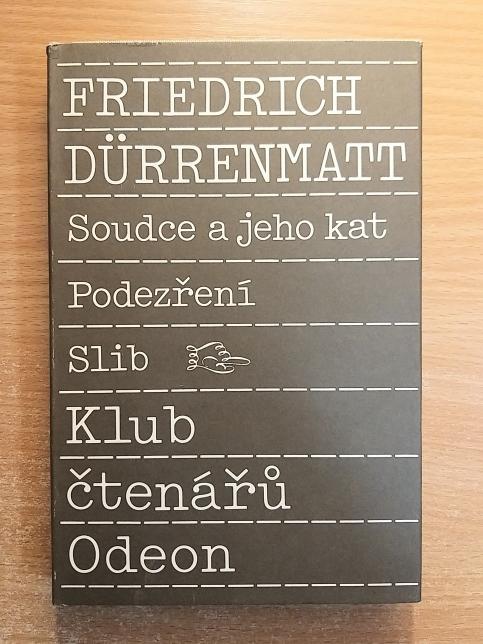 FRIEDRICH
DÜRRENMATT
Soudce a jeho kat
Podezření
Slib
Klub
čtenářů
Odeon